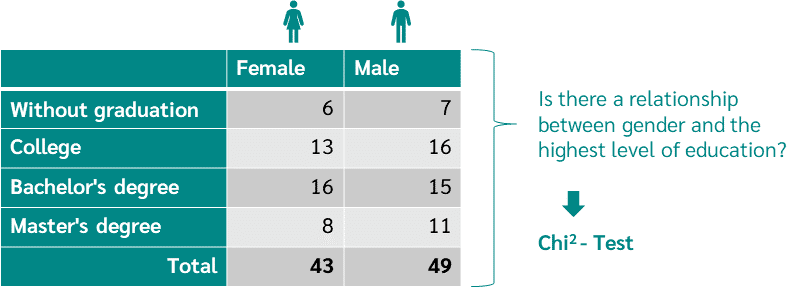 Female Male
Without graduation 6 7
College 13 16
Bachelor's degree 16 15
Master's degree 8 11
Total 43 49
Is there a relationship
between gender and the
highest level of education?
Chi² - Test